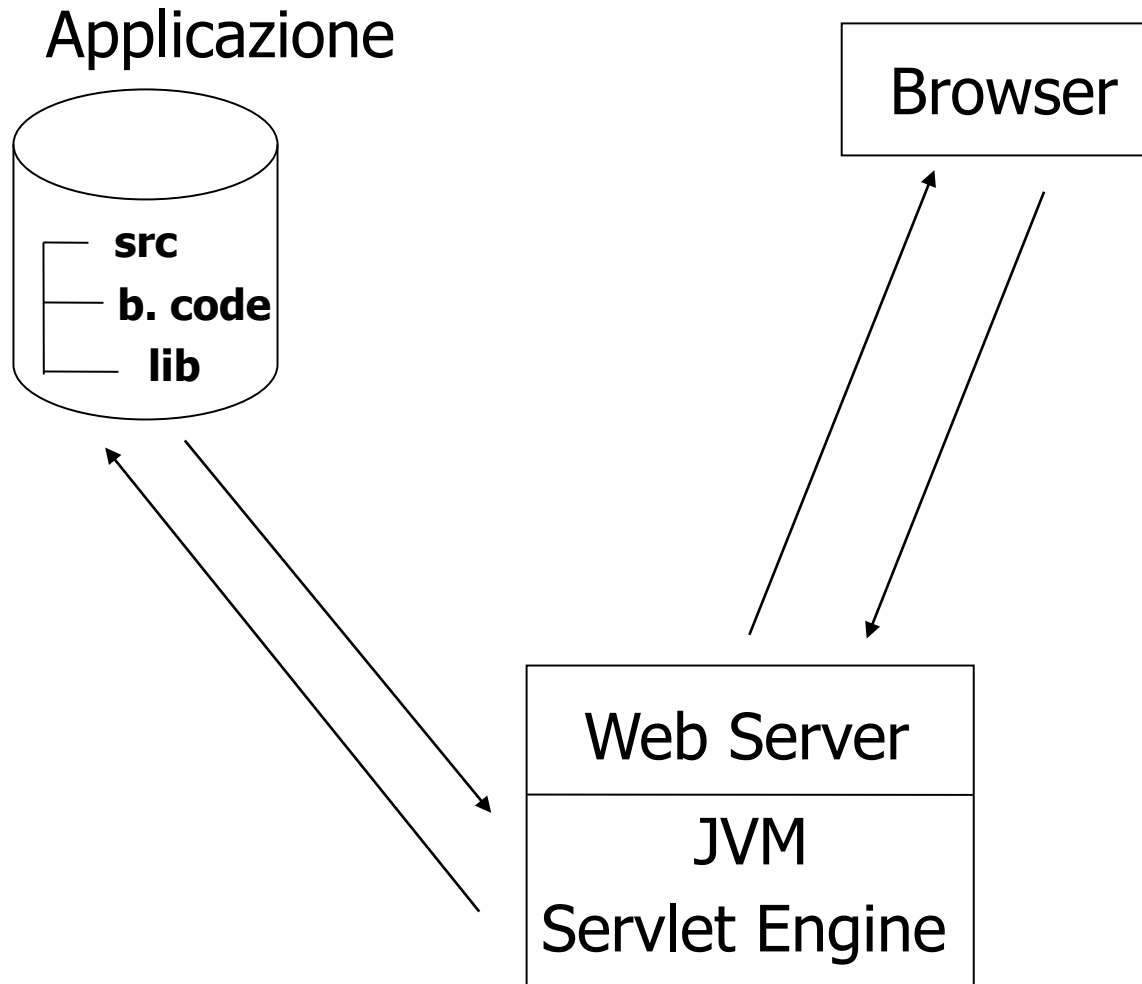 Applicazione
Browser
src
b. code
lib
Web Server
JVM
Servlet Engine